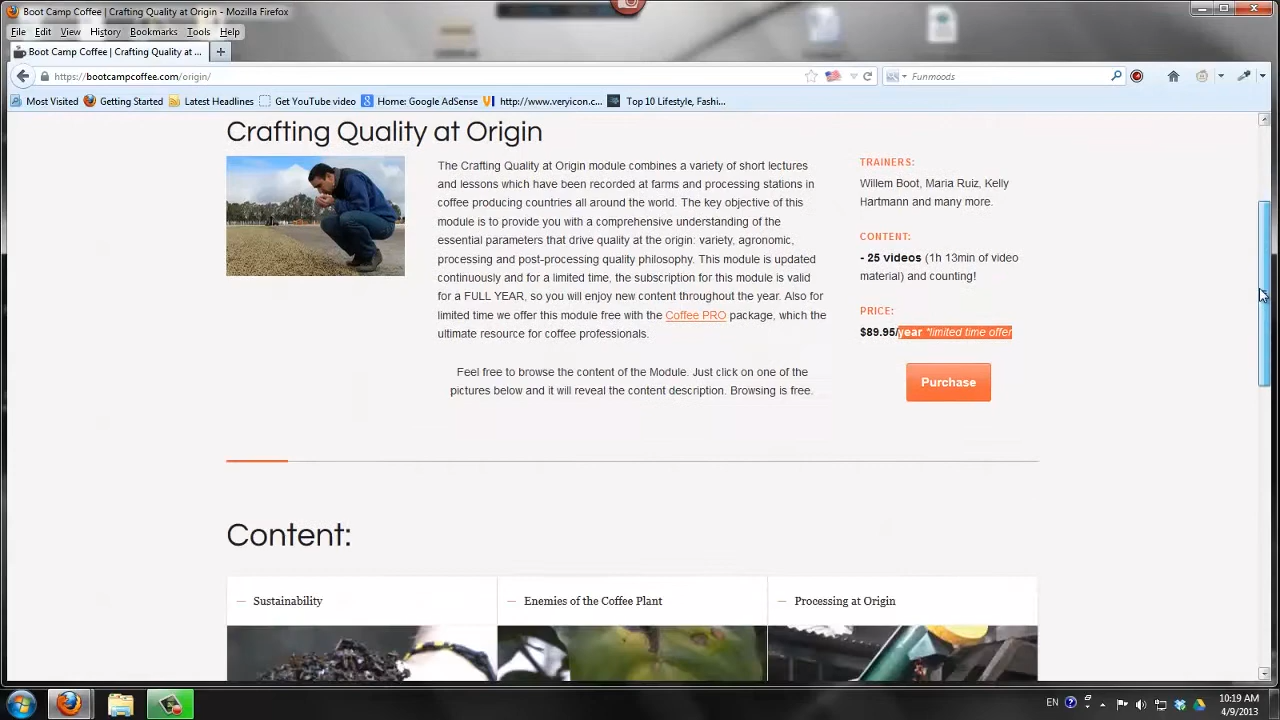 Boot Camp Coffee | Crafting Quality at Origin - Mozilla Firefox
File Edit View History Bookmarks Tools Help
Boot Camp Coffee | Crafting Quality at ...
https://bootcampcoffee.com/origin/
Funmoods
Most Visited Getting Started Latest Headlines Get YouTube video Home: Google AdSense http://www.veryicon.c... Top 10 Lifestyle, Fashi...
Crafting Quality at Origin
The Crafting Quality at Origin module combines a variety of short lectures
and lessons which have been recorded at farms and processing stations in
coffee producing countries all around the world. The key objective of this
module is to provide you with a comprehensive understanding of the
essential parameters that drive quality at the origin: variety, agronomic,
processing and post-processing quality philosophy. This module is updated
continuously and for a limited time, the subscription for this module is valid
for a FULL YEAR, so you will enjoy new content throughout the year. Also for
limited time we offer this module free with the Coffee PRO package, which the
ultimate resource for coffee professionals.
Feel free to browse the content of the Module. Just click on one of the
pictures below and it will reveal the content description. Browsing is free.
TRAINERS:
Willem Boot, Maria Ruiz, Kelly
Hartmann and many more.
CONTENT:
- 25 videos (1h 13min of video
material) and counting!
PRICE:
$89.95/year *limited time offer
Purchase
Content:
Sustainability
Enemies of the Coffee Plant
Processing at Origin
EN
10:19 AM
4/9/2013